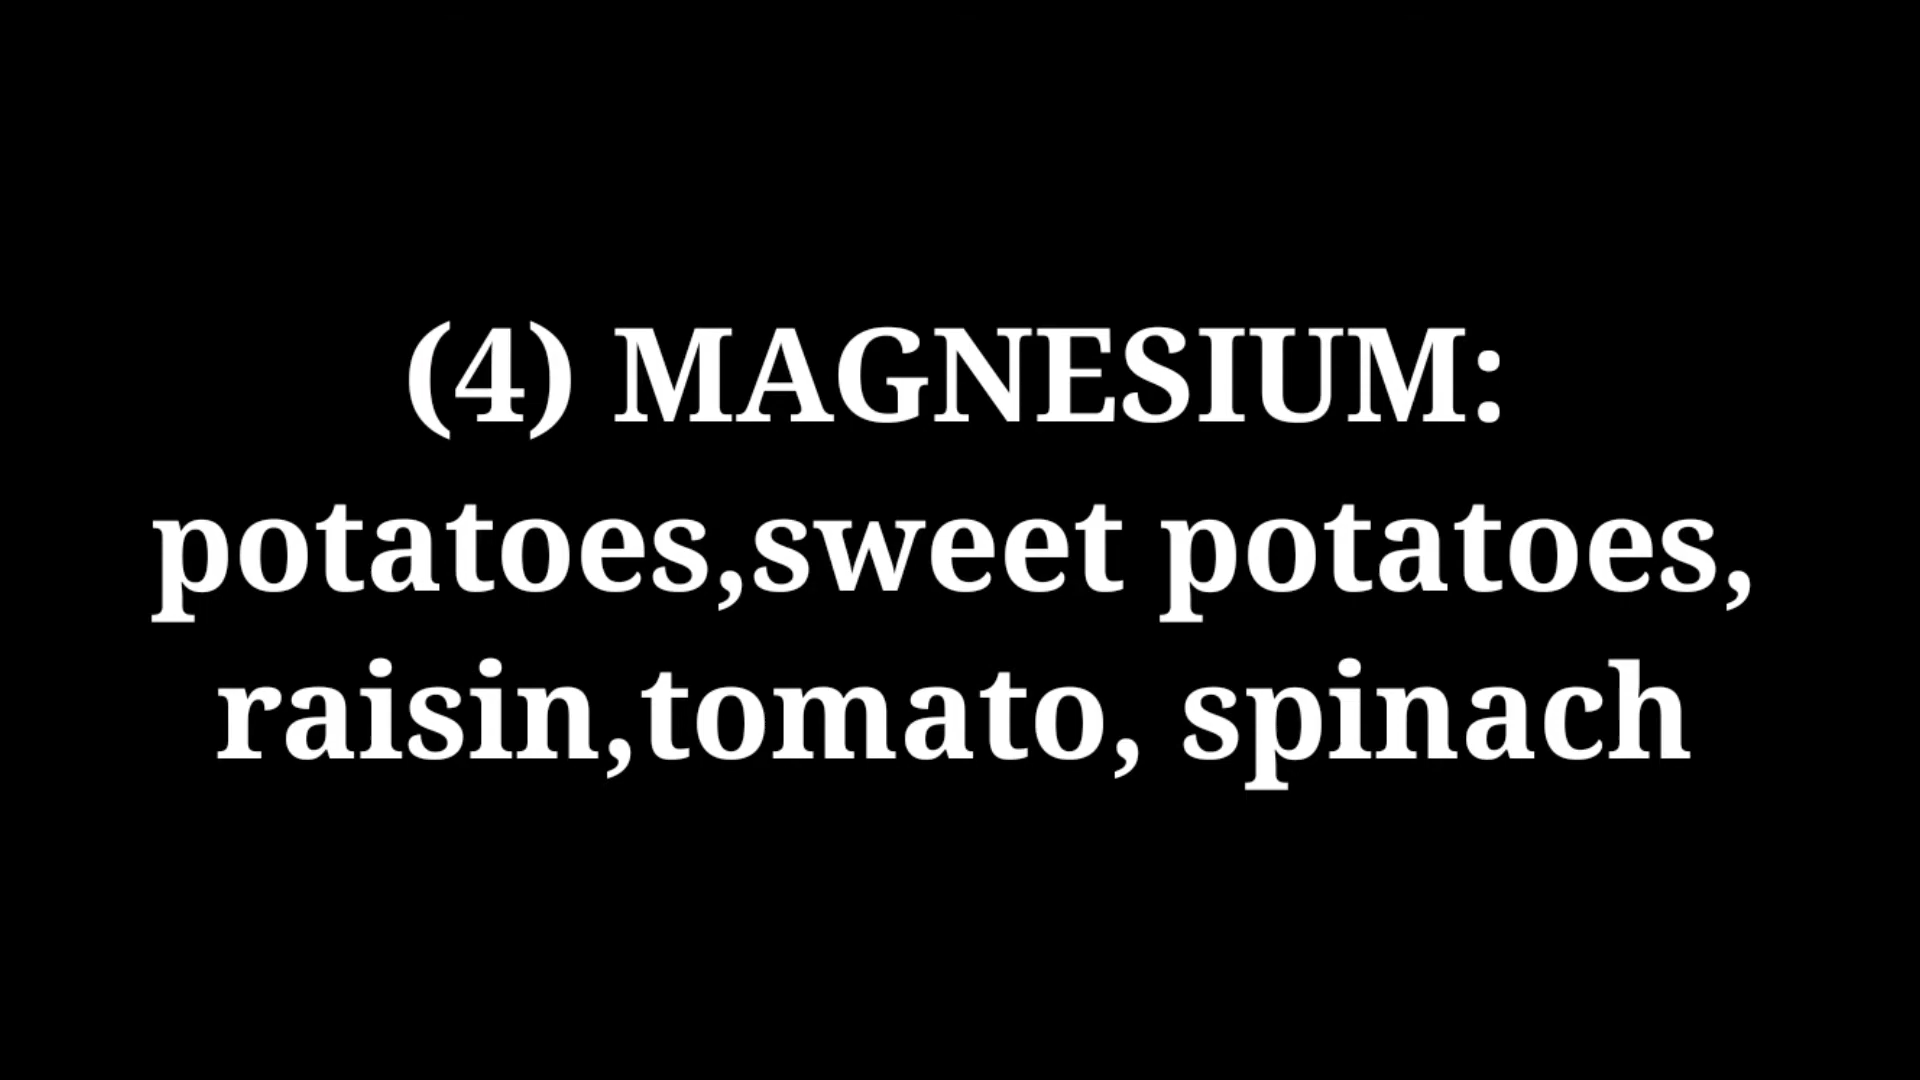 (4) MAGNESIUM:
potatoes,sweet potatoes,
raisin,tomato, spinach